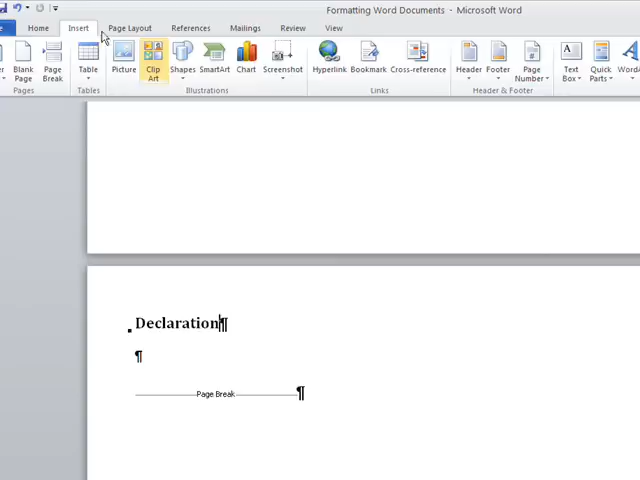 Formatting Word Documents - Microsoft Word
Home Insert Page Layout References Mailings Review View
Blank Page
Page Break
Table
Picture
Clip Art
Shapes
SmartArt
Chart
Screenshot
Hyperlink
Bookmark
Cross-reference
Header
Footer
Page Number
Text Box
Quick Parts
Pages Tables Illustrations Links Header & Footer
Declaration¶
¶
Page Break ¶